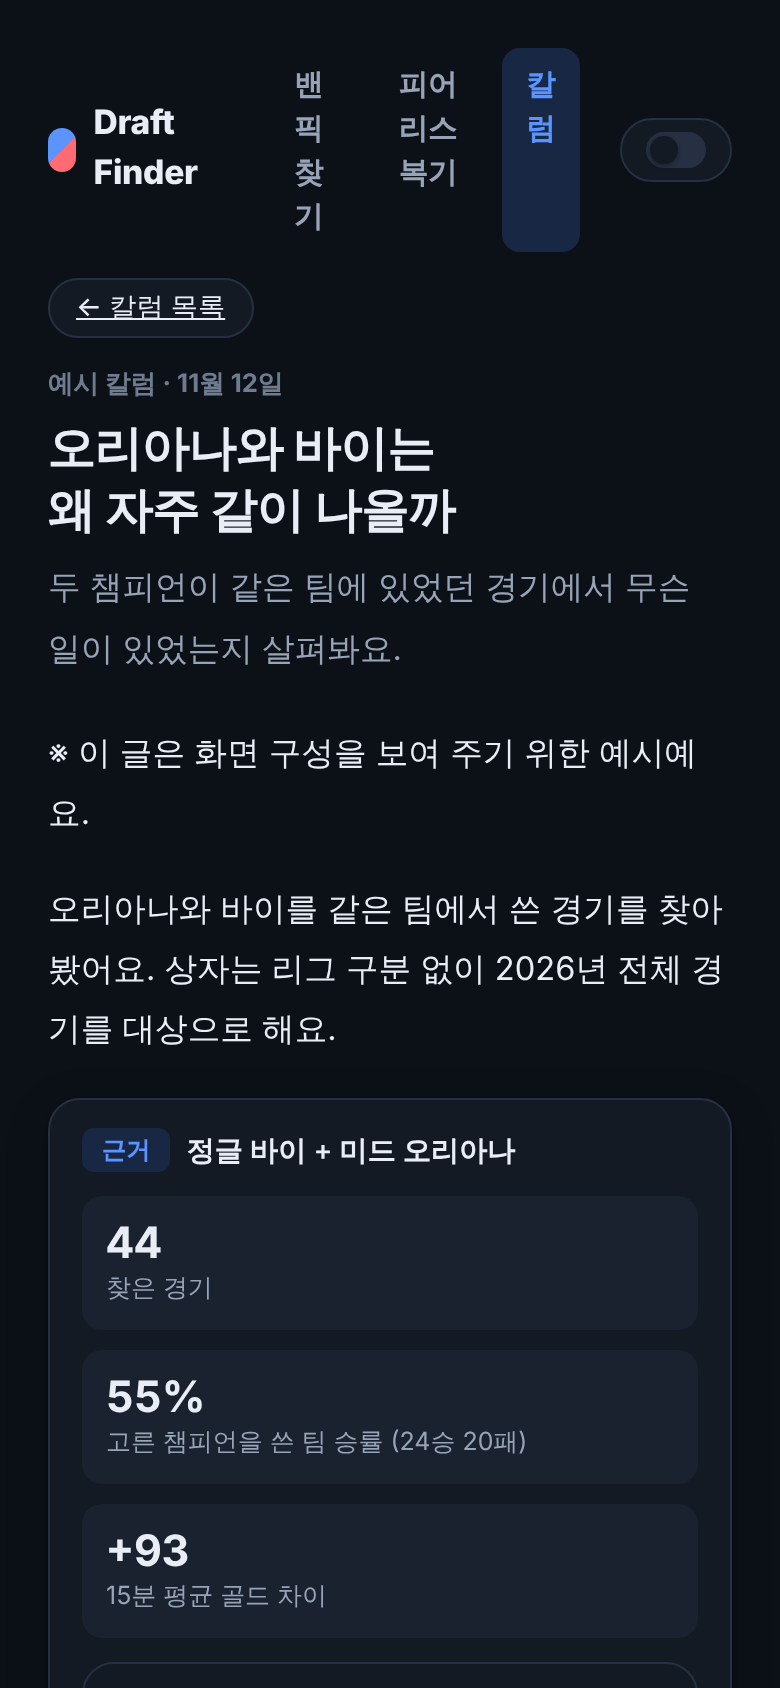 Draft
Finder
밴
픽
찾
기
피어
리스
복기
칼
럼
← 칼럼 목록
예시 칼럼 · 11월 12일
오리아나와 바이는
왜 자주 같이 나올까
두 챔피언이 같은 팀에 있었던 경기에서 무슨
일이 있었는지 살펴봐요.
※ 이 글은 화면 구성을 보여 주기 위한 예시예
요.
오리아나와 바이를 같은 팀에서 쓴 경기를 찾아
봤어요. 상자는 리그 구분 없이 2026년 전체 경
기를 대상으로 해요.
근거 정글 바이 + 미드 오리아나
44
찾은 경기
55%
고른 챔피언을 쓴 팀 승률 (24승 20패)
+93
15분 평균 골드 차이